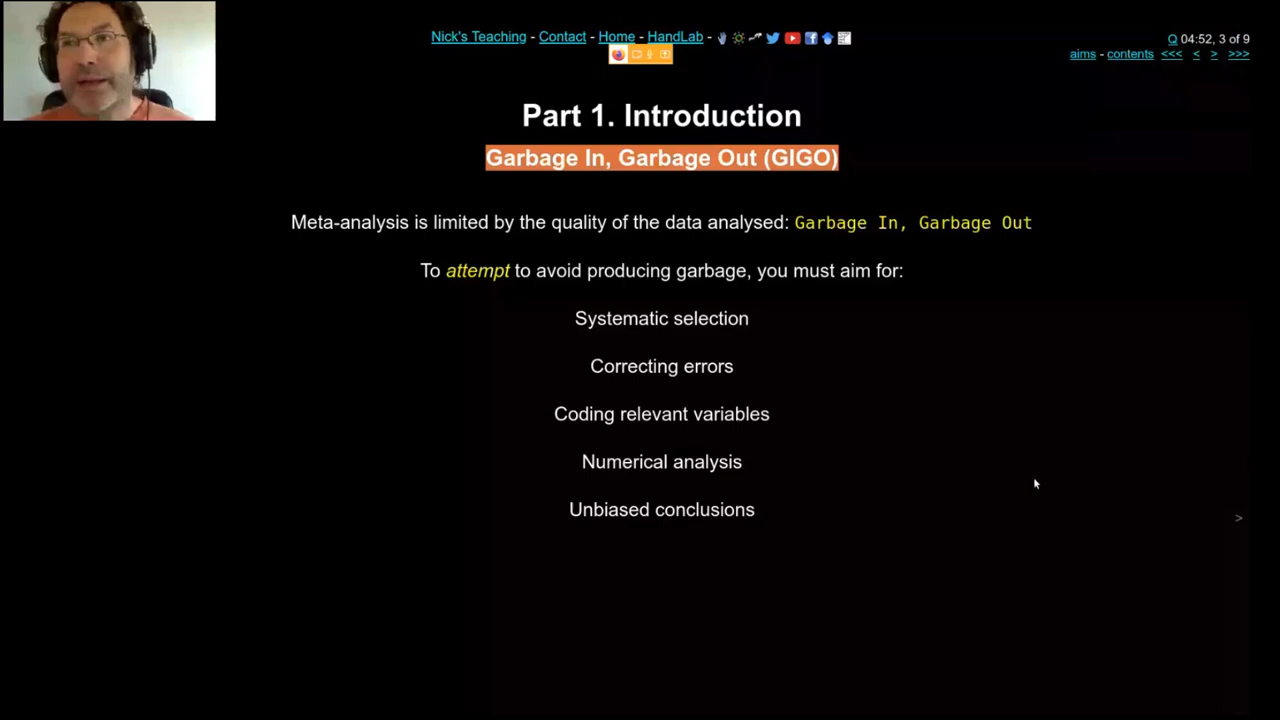 Nick's Teaching - Contact - Home - HandLab -
Q 04:52, 3 of 9
aims - contents <<< < > >>>
Part 1. Introduction
Garbage In, Garbage Out (GIGO)
Meta-analysis is limited by the quality of the data analysed: Garbage In, Garbage Out
To attempt to avoid producing garbage, you must aim for:
Systematic selection
Correcting errors
Coding relevant variables
Numerical analysis
Unbiased conclusions
>